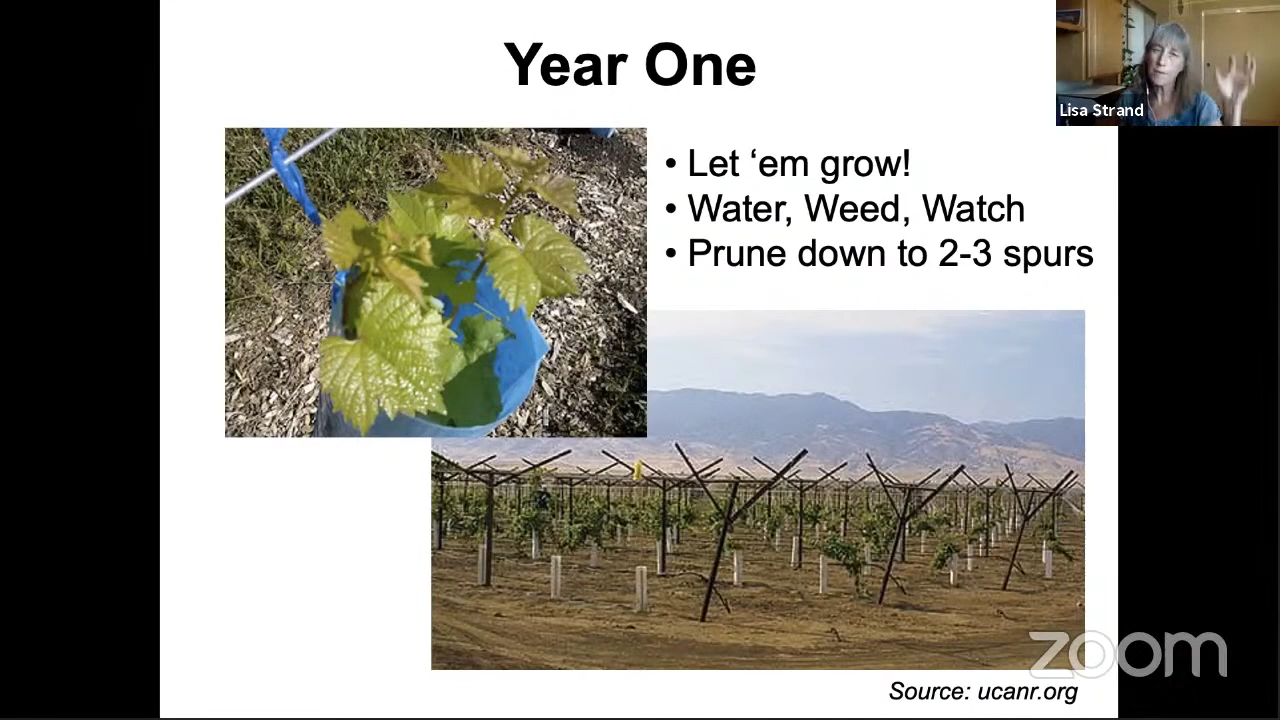 Year One
Lisa Strand
• Let ‘em grow!
• Water, Weed, Watch
• Prune down to 2-3 spurs
zoom
Source: ucanr.org